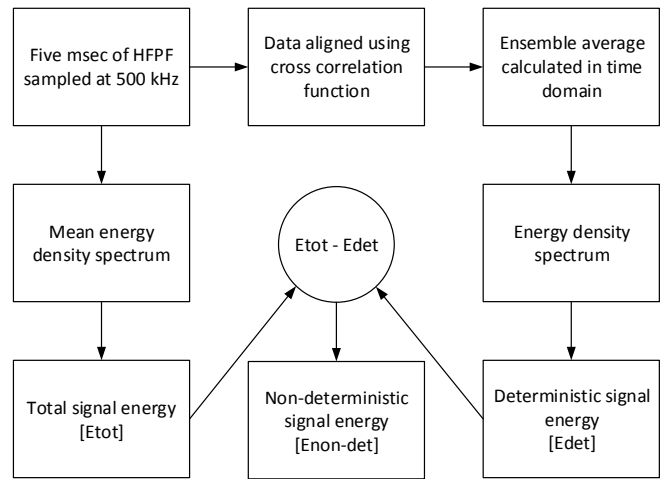 Five msec of HFPF
sampled at 500 kHz
Data aligned using
cross correlation
function
Ensemble average
calculated in time
domain
Mean energy
density spectrum
Etot - Edet
Energy density
spectrum
Total signal energy
[Etot]
Non-deterministic
signal energy
[Enon-det]
Deterministic signal
energy
[Edet]